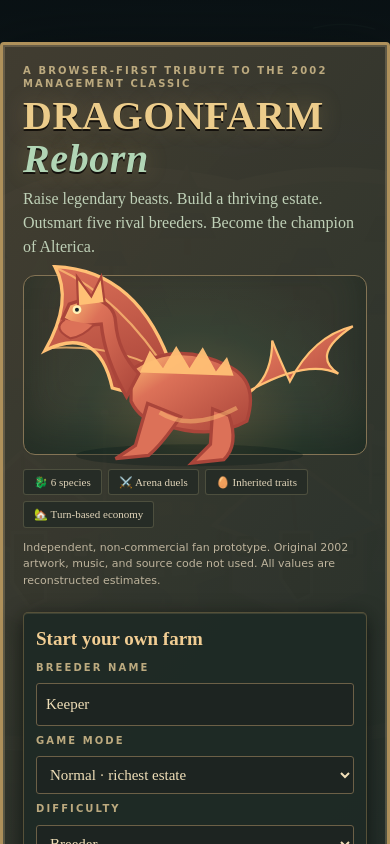 A BROWSER-FIRST TRIBUTE TO THE 2002
MANAGEMENT CLASSIC
DRAGONFARM
Reborn
Raise legendary beasts. Build a thriving estate.
Outsmart five rival breeders. Become the champion
of Alterica.
🐉 6 species
⚔️ Arena duels
🥚 Inherited traits
🏡 Turn-based economy
Independent, non-commercial fan prototype. Original 2002
artwork, music, and source code not used. All values are
reconstructed estimates.
Start your own farm
BREEDER NAME
Keeper
GAME MODE
Normal · richest estate
DIFFICULTY
Breeder